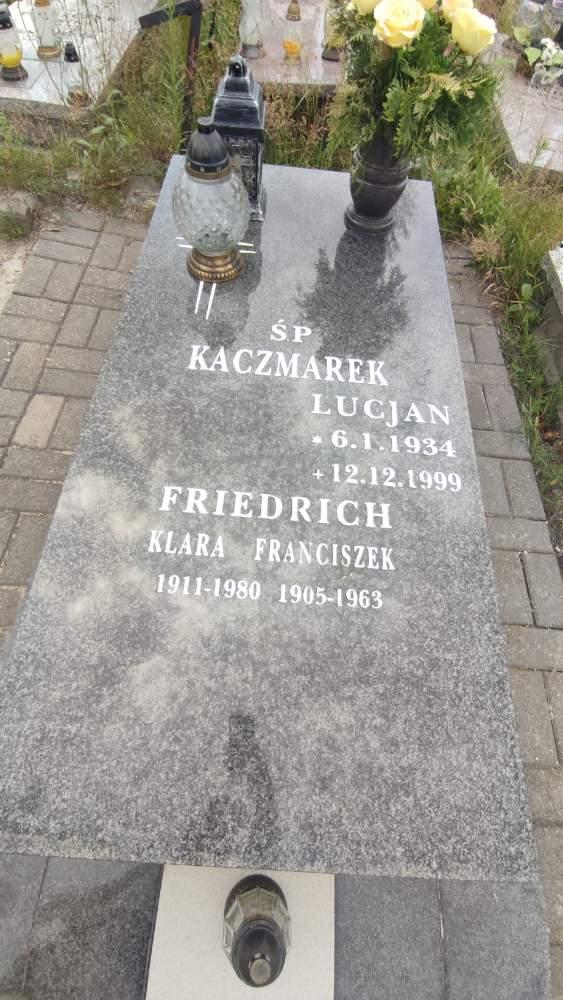 ŚP
KACZMAREK
LUCJAN
* 6.1.1934
+ 12.12.1999
FRIEDRICH
KLARA FRANCISZEK
1911-1980 1905-1963